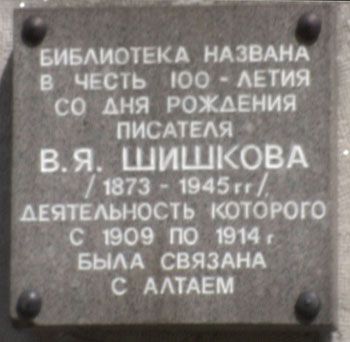 БИБЛИОТЕКА НАЗВАНА
В ЧЕСТЬ 100-ЛЕТИЯ
СО ДНЯ РОЖДЕНИЯ
ПИСАТЕЛЯ
В.Я. ШИШКОВА
/1873 - 1945 гг/,
ДЕЯТЕЛЬНОСТЬ КОТОРОГО
С 1909 ПО 1914 г
БЫЛА СВЯЗАНА
С АЛТАЕМ